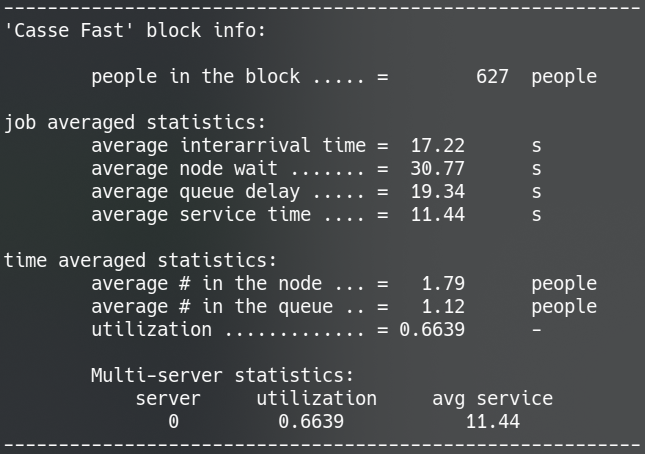 ----------------------------------------------------------
'Casse Fast' block info:
people in the block ..... = 627 people
job averaged statistics:
average interarrival time = 17.22 s
average node wait ....... = 30.77 s
average queue delay ..... = 19.34 s
average service time .... = 11.44 s
time averaged statistics:
average # in the node ... = 1.79 people
average # in the queue .. = 1.12 people
utilization ............. = 0.6639 -
Multi-server statistics:
server utilization avg service
0 0.6639 11.44
----------------------------------------------------------